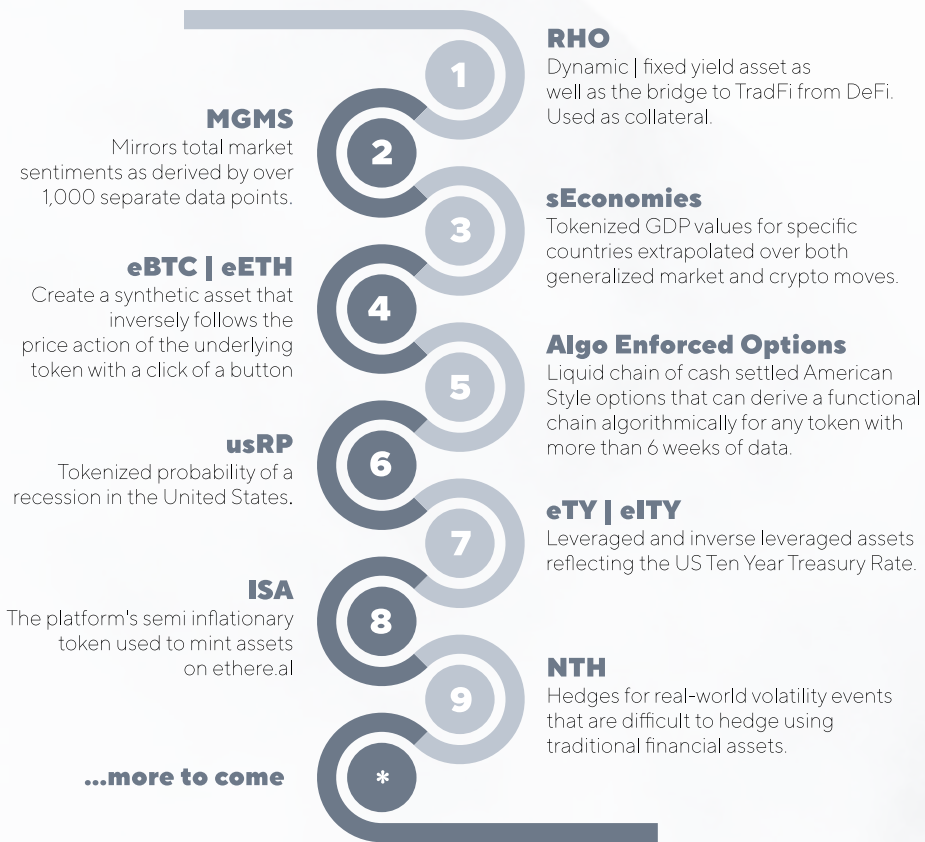 1
RHO
Dynamic | fixed yield asset as
well as the bridge to TradFi from DeFi.
Used as collateral.
MGMS
Mirrors total market
sentiments as derived by over
1,000 separate data points.
2
3
sEconomies
Tokenized GDP values for specific
countries extrapolated over both
generalized market and crypto moves.
eBTC | eETH
Create a synthetic asset that
inversely follows the
price action of the underlying
token with a click of a button
4
5
Algo Enforced Options
Liquid chain of cash settled American
Style options that can derive a functional
chain algorithmically for any token with
more than 6 weeks of data.
usRP
Tokenized probability of a
recession in the United States.
6
7
eTY | eITY
Leveraged and inverse leveraged assets
reflecting the US Ten Year Treasury Rate.
ISA
The platform's semi inflationary
token used to mint assets
on ethere.al
8
9
NTH
Hedges for real-world volatility events
that are difficult to hedge using
traditional financial assets.
...more to come
*